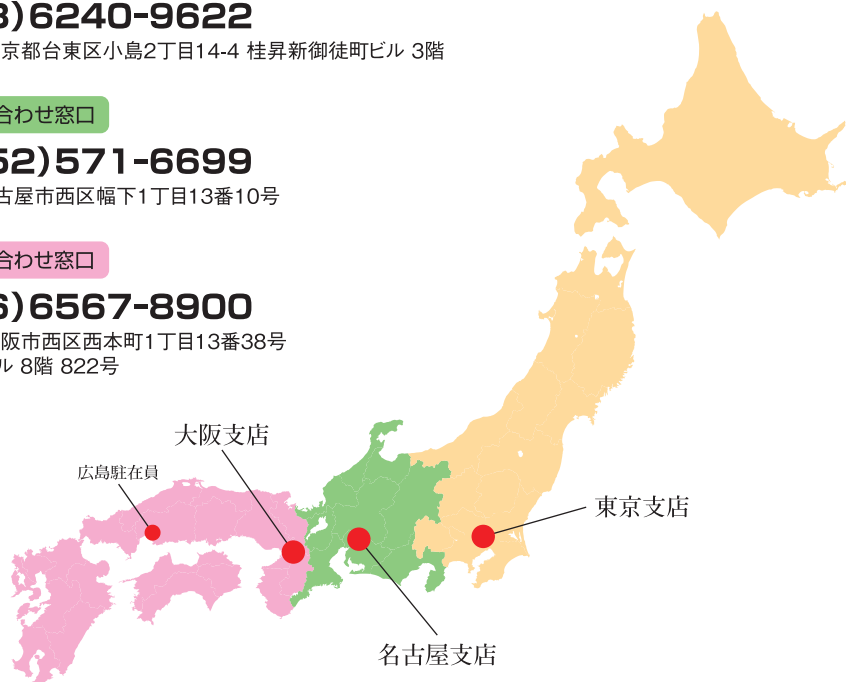 3)6240-9622
京都台東区小島2丁目14-4 桂昇新御徒町ビル 3階
合わせ窓口
52)571-6699
古屋市西区幅下1丁目13番10号
合わせ窓口
6)6567-8900
阪市西区西本町1丁目13番38号
ル 8階 822号
大阪支店
広島駐在員
東京支店
名古屋支店